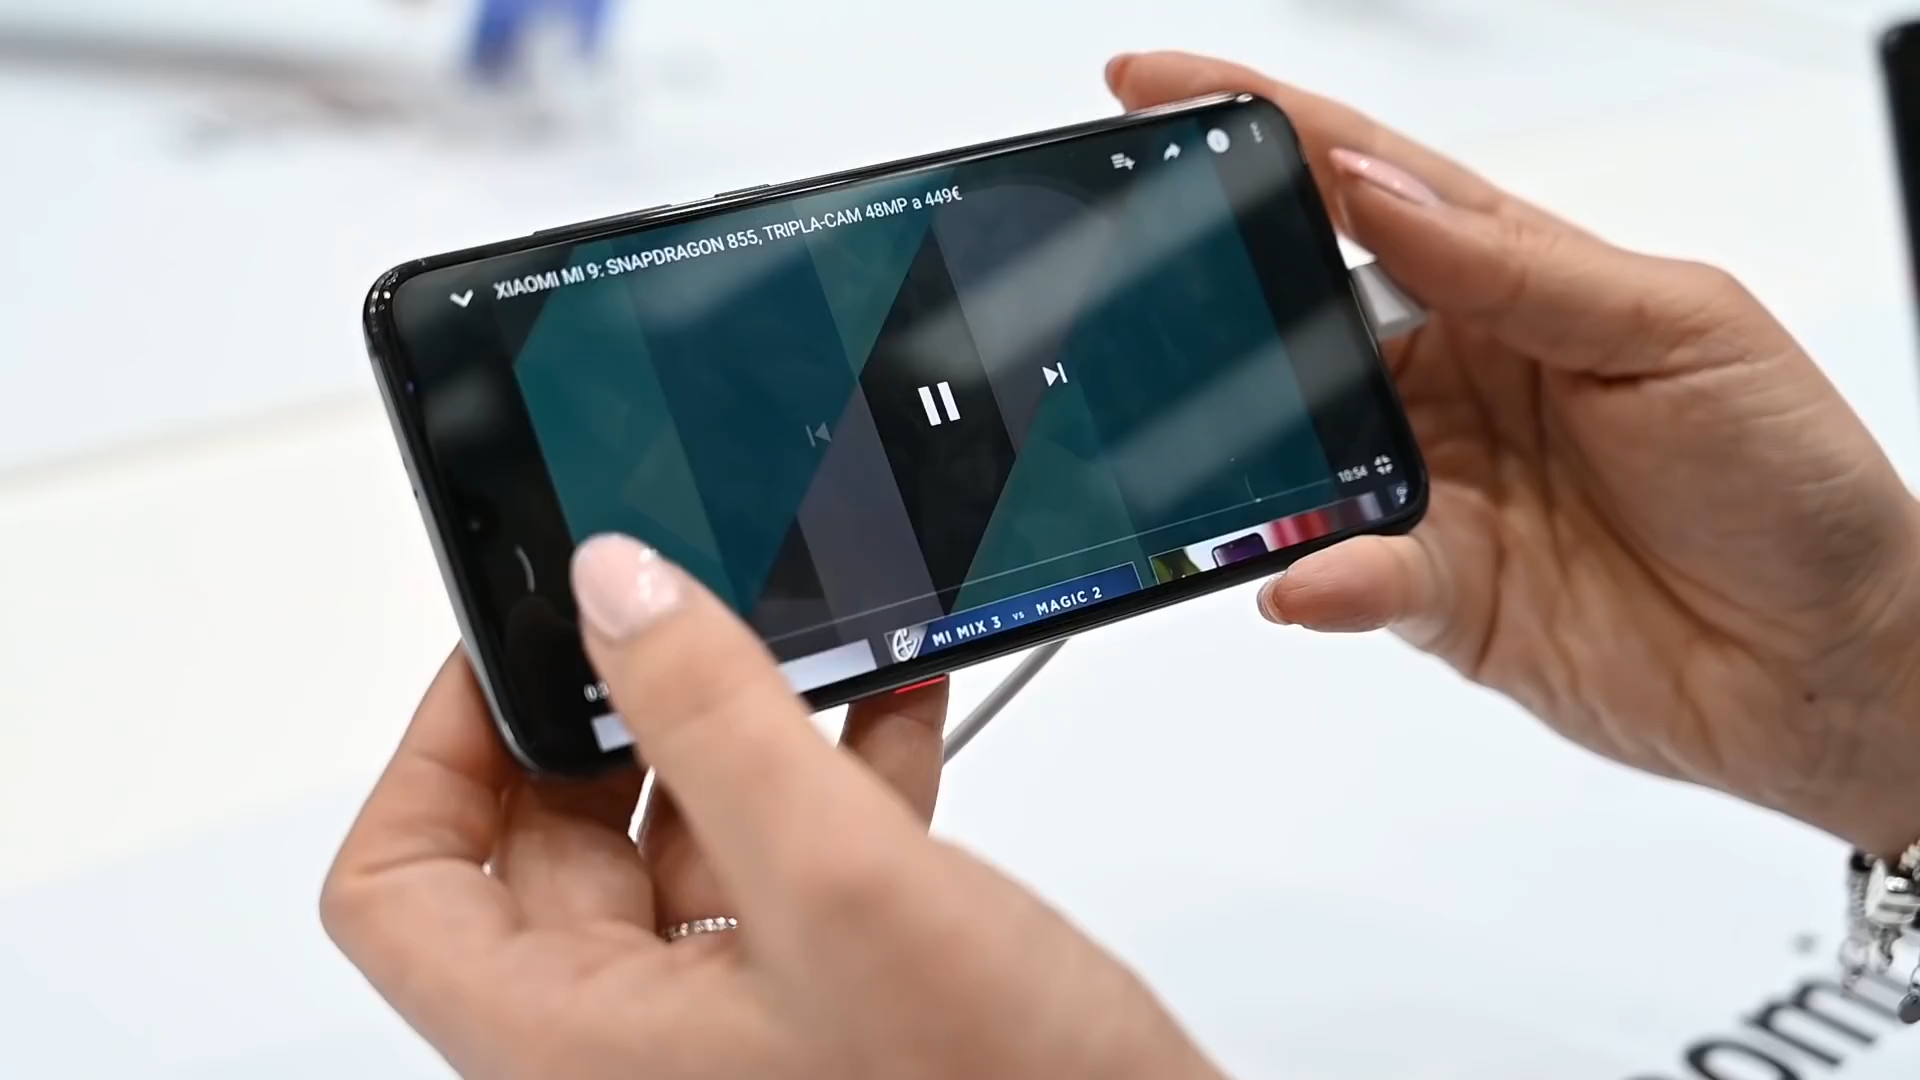 XIAOMI MI 9: SNAPDRAGON 855, TRIPLA-CAM 48MP a 449€
10:54
MI MIX 3 vs MAGIC 2